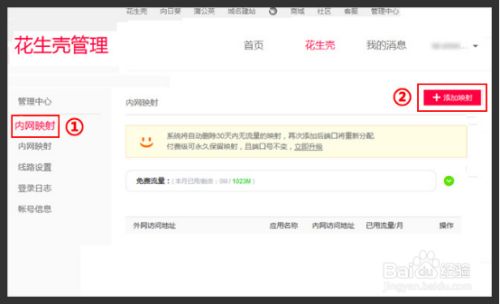 花生壳 向日葵 蒲公英 域名建站 商城 社区 客服 管理中心
花生壳管理 首页 花生壳 我的消息
管理中心
内网映射 ①
内网映射
线路设置
登录日志
帐号信息
内网映射
② + 添加映射
系统将自动删除30天内无流量的映射，再次添加后端口将重新分配.
付费级可永久保留映射，且端口号不变，立即升级
免费流量：(本月已用/剩余：0M / 1023M)
外网访问地址 应用名称 内网访问地址 已用流量/月 操作
Baidu经验
jingyan.baidu.com